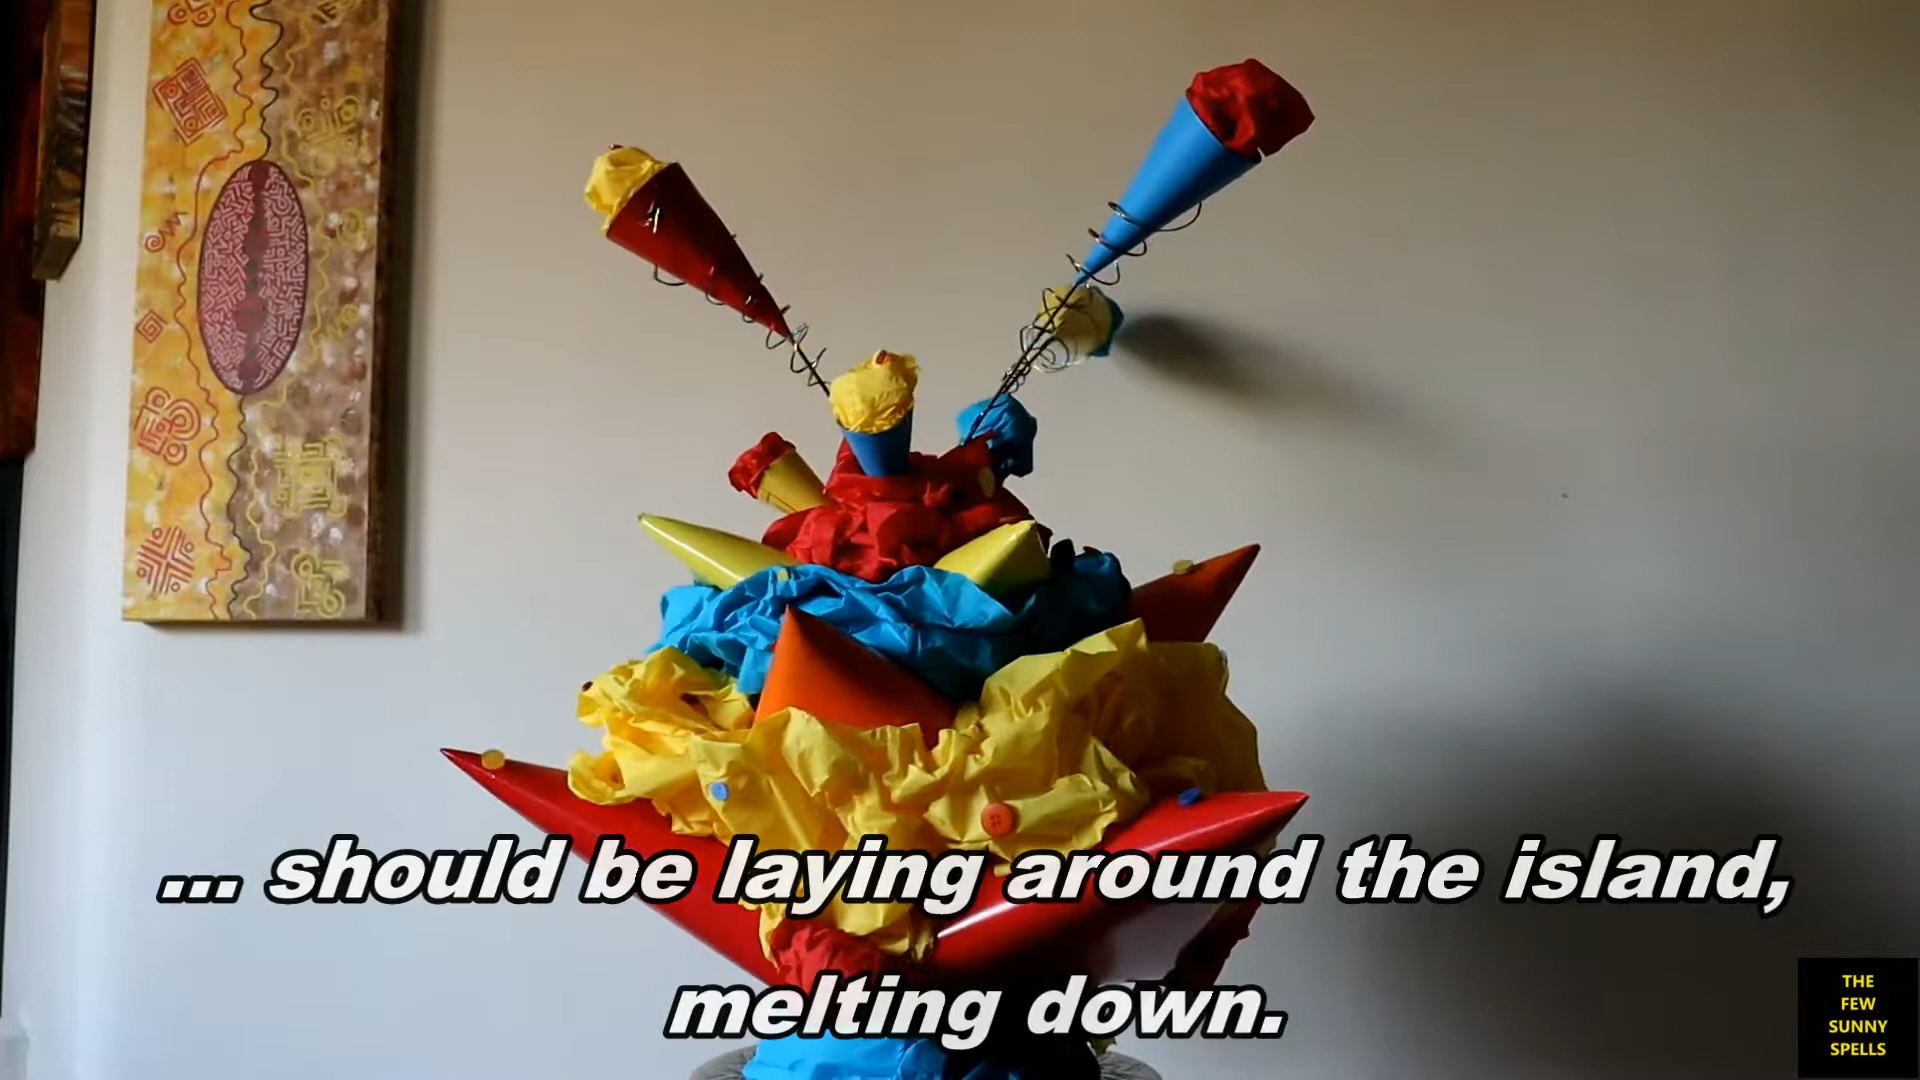 ... should be laying around the island,
melting down.
THE
FEW
SUNNY
SPELLS